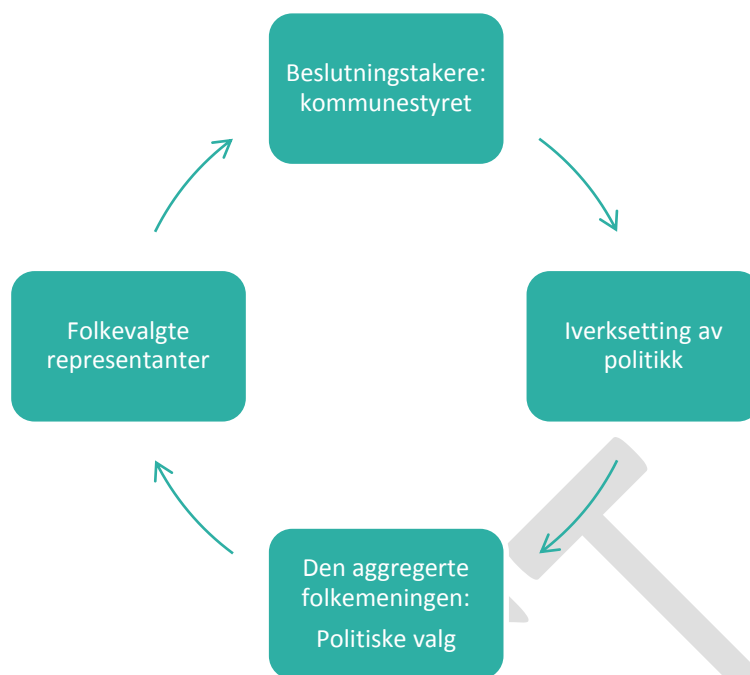 Beslutningstakere:
kommunestyret
Iverksetting av
politikk
Den aggregerte
folkemeningen:
Politiske valg
Folkevalgte
representanter